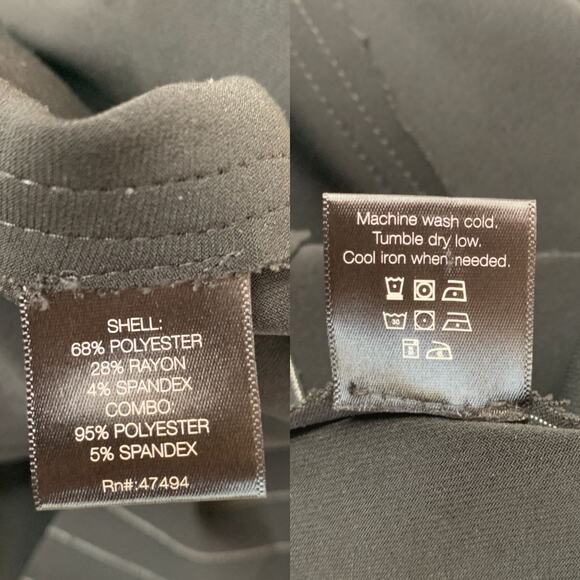 SHELL:
68% POLYESTER
28% RAYON
4% SPANDEX
COMBO:
95% POLYESTER
5% SPANDEX
Rn#:47494
Machine wash cold.
Tumble dry low.
Cool iron when needed.
30